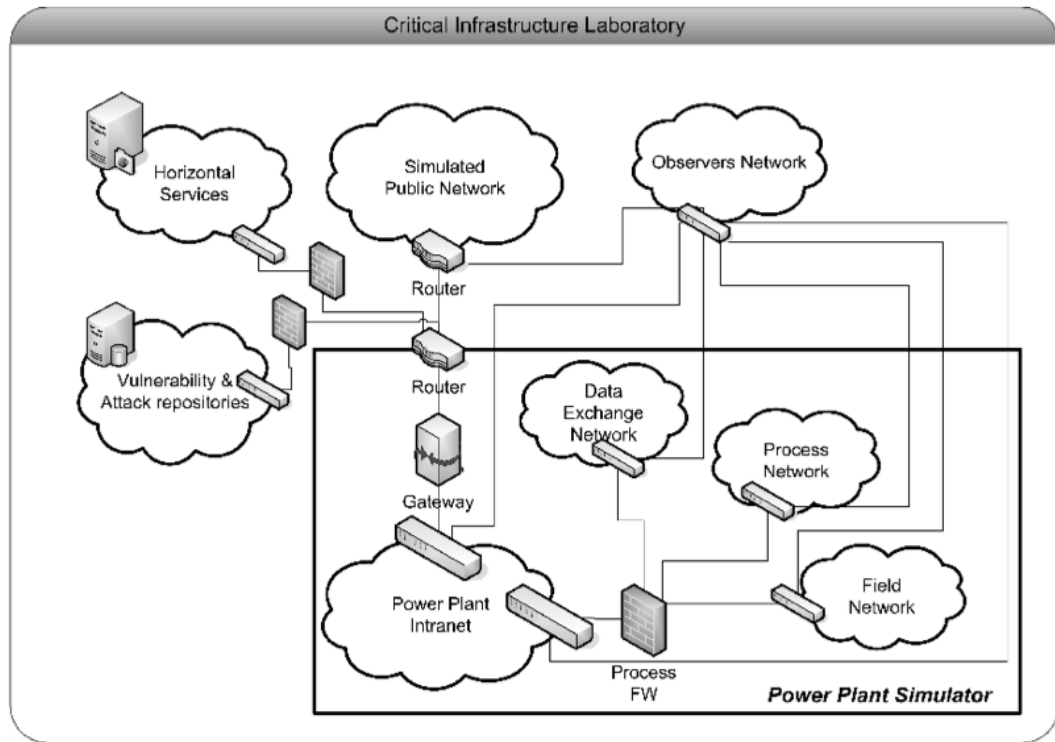 Critical Infrastructure Laboratory
Horizontal
Services
Simulated
Public Network
Observers Network
Router
Router
Vulnerability &
Attack repositories
Data
Exchange
Network
Process
Network
Gateway
Power Plant
Intranet
Field
Network
Process
FW
Power Plant Simulator